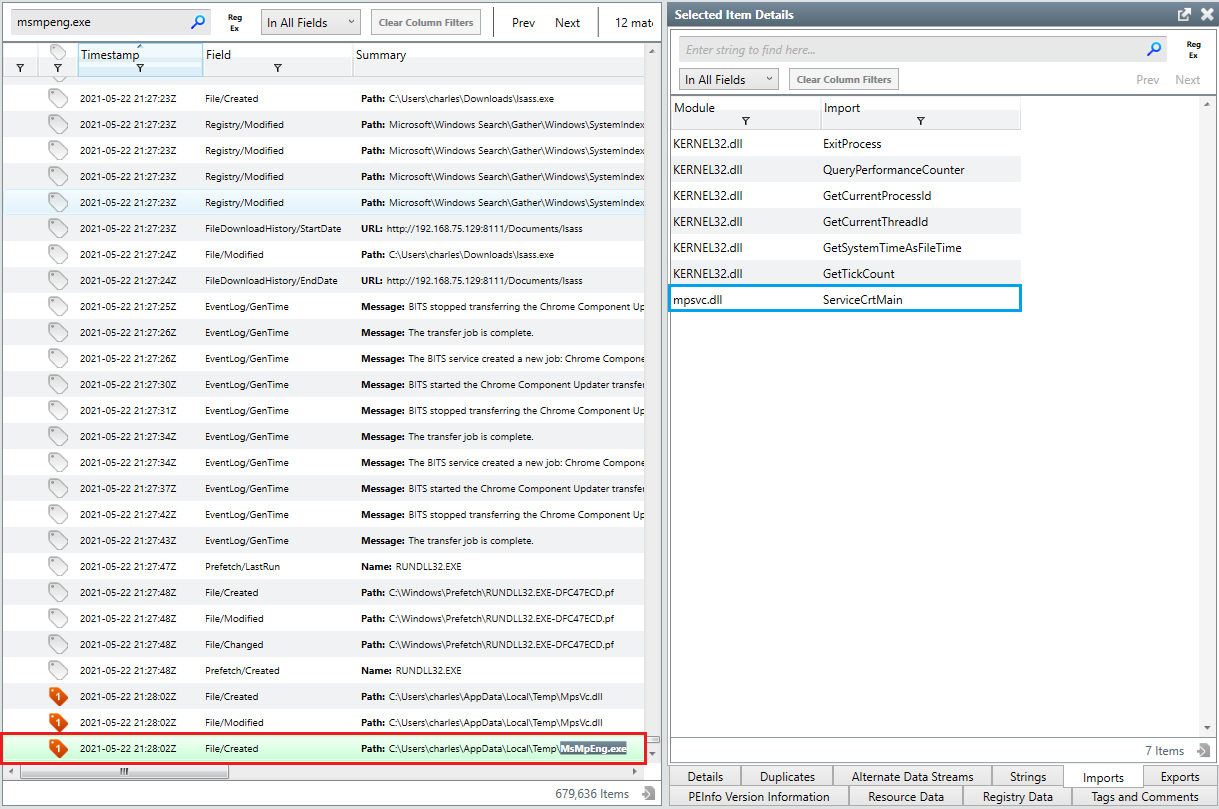 msmpeng.exe Reg Ex In All Fields Clear Column Filters Prev Next 12 mat
Timestamp Field Summary
2021-05-22 21:27:23Z File/Created Path: C:\Users\charles\Downloads\lsass.exe
2021-05-22 21:27:23Z Registry/Modified Path: Microsoft\Windows Search\Gather\Windows\SystemIndex
2021-05-22 21:27:23Z Registry/Modified Path: Microsoft\Windows Search\Gather\Windows\SystemIndex
2021-05-22 21:27:23Z Registry/Modified Path: Microsoft\Windows Search\Gather\Windows\SystemIndex
2021-05-22 21:27:23Z Registry/Modified Path: Microsoft\Windows Search\Gather\Windows\SystemIndex
2021-05-22 21:27:23Z FileDownloadHistory/StartDate URL: http://192.168.75.129:8111/Documents/lsass
2021-05-22 21:27:24Z File/Modified Path: C:\Users\charles\Downloads\lsass.exe
2021-05-22 21:27:24Z FileDownloadHistory/EndDate URL: http://192.168.75.129:8111/Documents/lsass
2021-05-22 21:27:25Z EventLog/GenTime Message: BITS stopped transferring the Chrome Component Up
2021-05-22 21:27:26Z EventLog/GenTime Message: The transfer job is complete.
2021-05-22 21:27:26Z EventLog/GenTime Message: The BITS service created a new job: Chrome Compone
2021-05-22 21:27:30Z EventLog/GenTime Message: BITS started the Chrome Component Updater transfer
2021-05-22 21:27:31Z EventLog/GenTime Message: BITS stopped transferring the Chrome Component Up
2021-05-22 21:27:34Z EventLog/GenTime Message: The transfer job is complete.
2021-05-22 21:27:34Z EventLog/GenTime Message: The BITS service created a new job: Chrome Compone
2021-05-22 21:27:37Z EventLog/GenTime Message: BITS started the Chrome Component Updater transfer
2021-05-22 21:27:42Z EventLog/GenTime Message: BITS stopped transferring the Chrome Component Up
2021-05-22 21:27:43Z EventLog/GenTime Message: The transfer job is complete.
2021-05-22 21:27:47Z Prefetch/LastRun Name: RUNDLL32.EXE
2021-05-22 21:27:48Z File/Created Path: C:\Windows\Prefetch\RUNDLL32.EXE-DFC47ECD.pf
2021-05-22 21:27:48Z File/Modified Path: C:\Windows\Prefetch\RUNDLL32.EXE-DFC47ECD.pf
2021-05-22 21:27:48Z File/Changed Path: C:\Windows\Prefetch\RUNDLL32.EXE-DFC47ECD.pf
2021-05-22 21:27:48Z Prefetch/Created Name: RUNDLL32.EXE
1 2021-05-22 21:28:02Z File/Created Path: C:\Users\charles\AppData\Local\Temp\MpsVc.dll
1 2021-05-22 21:28:02Z File/Modified Path: C:\Users\charles\AppData\Local\Temp\MpsVc.dll
1 2021-05-22 21:28:02Z File/Created Path: C:\Users\charles\AppData\Local\Temp\MsMpEng.exe
679,636 Items
Selected Item Details
Enter string to find here... Reg Ex
In All Fields Clear Column Filters Prev Next
Module Import
KERNEL32.dll ExitProcess
KERNEL32.dll QueryPerformanceCounter
KERNEL32.dll GetCurrentProcessId
KERNEL32.dll GetCurrentThreadId
KERNEL32.dll GetSystemTimeAsFileTime
KERNEL32.dll GetTickCount
mpsvc.dll ServiceCrtMain
7 Items
Details Duplicates Alternate Data Streams Strings Imports Exports
PEInfo Version Information Resource Data Registry Data Tags and Comments